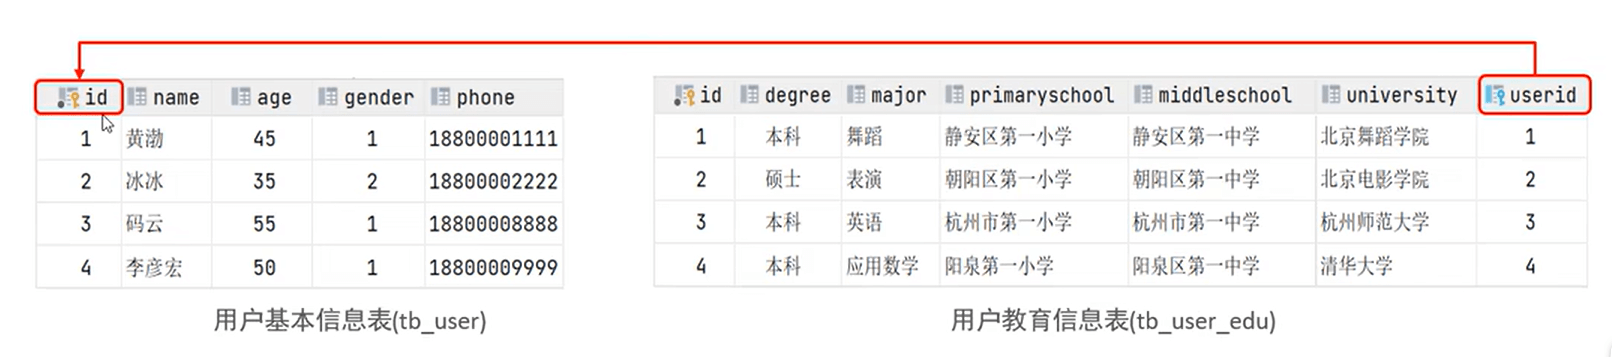 id name age gender phone
1 黄渤 45 1 18800001111
2 冰冰 35 2 18800002222
3 码云 55 1 18800008888
4 李彦宏 50 1 18800009999
用户基本信息表(tb_user)
id degree major primaryschool middleschool university userid
1 本科 舞蹈 静安区第一小学 静安区第一中学 北京舞蹈学院 1
2 硕士 表演 朝阳区第一小学 朝阳区第一中学 北京电影学院 2
3 本科 英语 杭州市第一小学 杭州市第一中学 杭州师范大学 3
4 本科 应用数学 阳泉第一小学 阳泉区第一中学 清华大学 4
用户教育信息表(tb_user_edu)